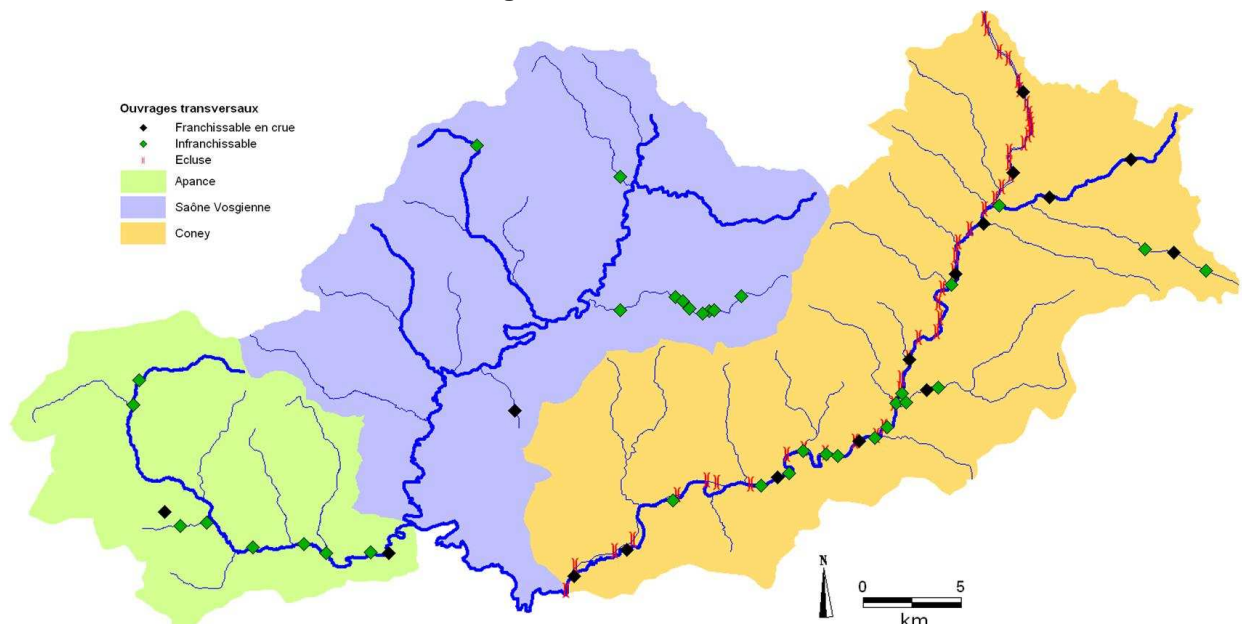 Ouvrages transversaux
Franchissable en crue
Infranchissable
Ecluse
Apance
Saône Vosgienne
Coney
N
0 5
km